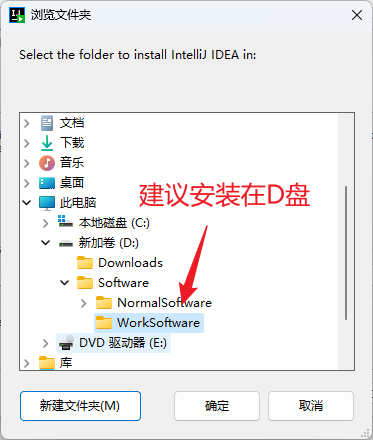 浏览文件夹
Select the folder to install IntelliJ IDEA in:
文档
下载
音乐
桌面
此电脑
建议安装在D盘
本地磁盘 (C:)
新加卷 (D:)
Downloads
Software
NormalSoftware
WorkSoftware
DVD 驱动器 (E:)
库
新建文件夹(M)
确定
取消